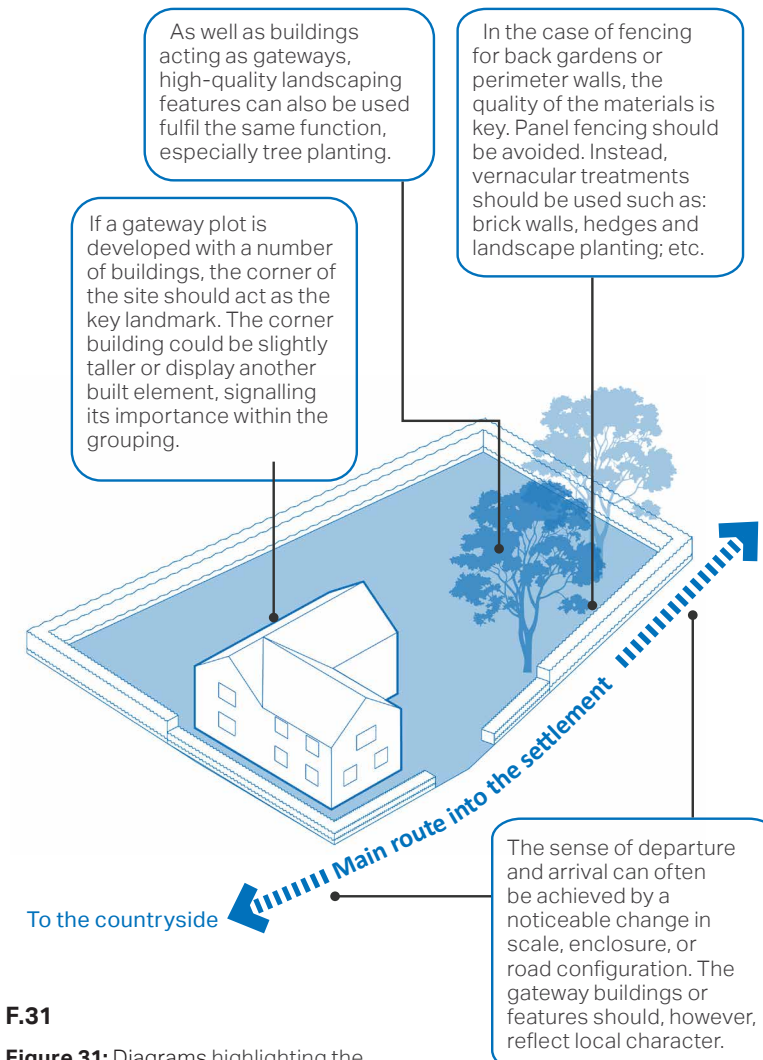 As well as buildings
acting as gateways,
high-quality landscaping
features can also be used
fulfil the same function,
especially tree planting.
In the case of fencing
for back gardens or
perimeter walls, the
quality of the materials is
key. Panel fencing should
be avoided. Instead,
vernacular treatments
should be used such as:
brick walls, hedges and
landscape planting; etc.
If a gateway plot is
developed with a number
of buildings, the corner of
the site should act as the
key landmark. The corner
building could be slightly
taller or display another
built element, signalling
its importance within the
grouping.
Main route into the settlement
To the countryside
The sense of departure
and arrival can often
be achieved by a
noticeable change in
scale, enclosure, or
road configuration. The
gateway buildings or
features should, however,
reflect local character.
F.31
Figure 31: Diagrams highlighting the